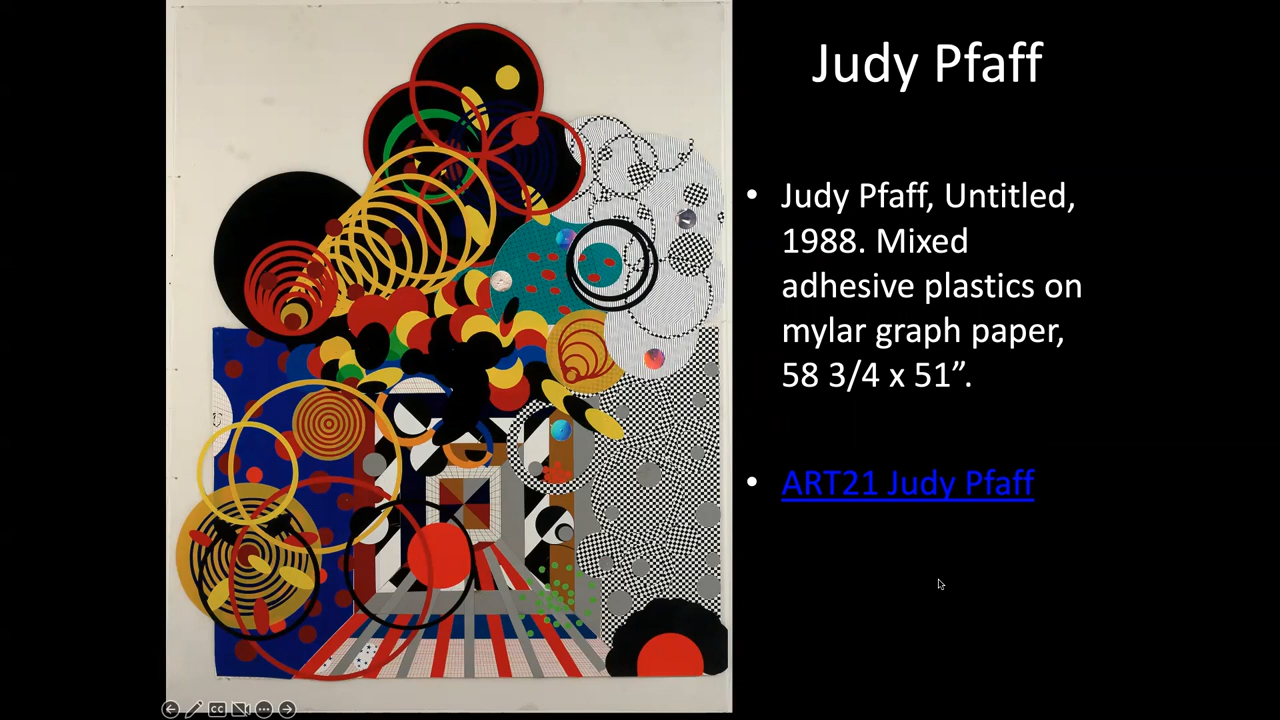 Judy Pfaff
• Judy Pfaff, Untitled,
1988. Mixed
adhesive plastics on
mylar graph paper,
58 3/4 x 51”.
• ART21 Judy Pfaff
CC